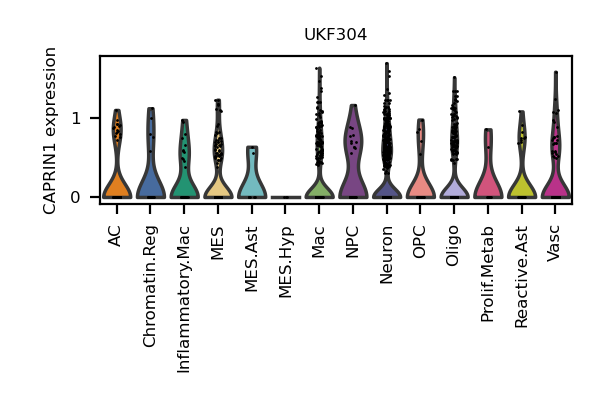 UKF304
CAPRIN1 expression
1
0
AC
Chromatin.Reg
Inflammatory.Mac
MES
MES.Ast
MES.Hyp
Mac
NPC
Neuron
OPC
Oligo
Prolif.Metab
Reactive.Ast
Vasc